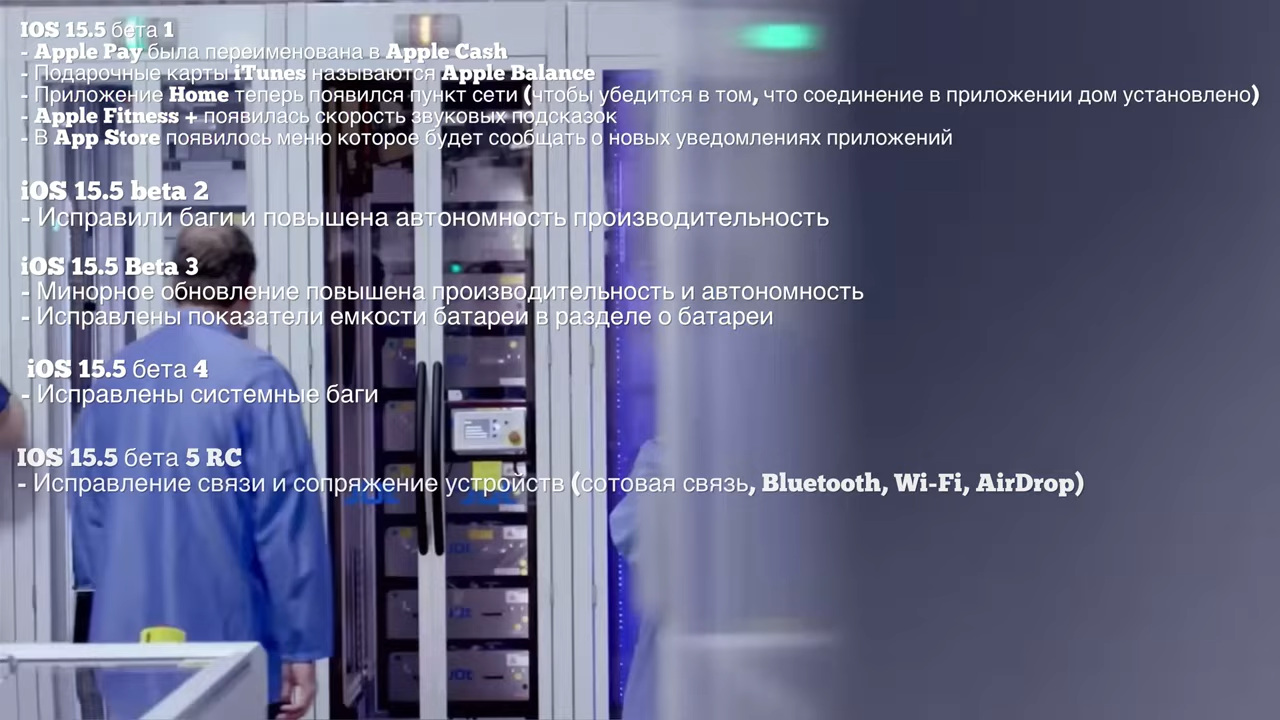 IOS 15.5 бета 1
- Apple Pay была переименована в Apple Cash
- Подарочные карты iTunes называются Apple Balance
- Приложение Home теперь появился пункт сети (чтобы убедится в том, что соединение в приложении дом установлено)
- Apple Fitness + появилась скорость звуковых подсказок
- В App Store появилось меню которое будет сообщать о новых уведомлениях приложений
iOS 15.5 beta 2
- Исправили баги и повышена автономность производительность
iOS 15.5 Beta 3
- Минорное обновление повышена производительность и автономность
- Исправлены показатели емкости батареи в разделе о батареи
iOS 15.5 бета 4
- Исправлены системные баги
IOS 15.5 бета 5 RC
- Исправление связи и сопряжение устройств (сотовая связь, Bluetooth, Wi-Fi, AirDrop)